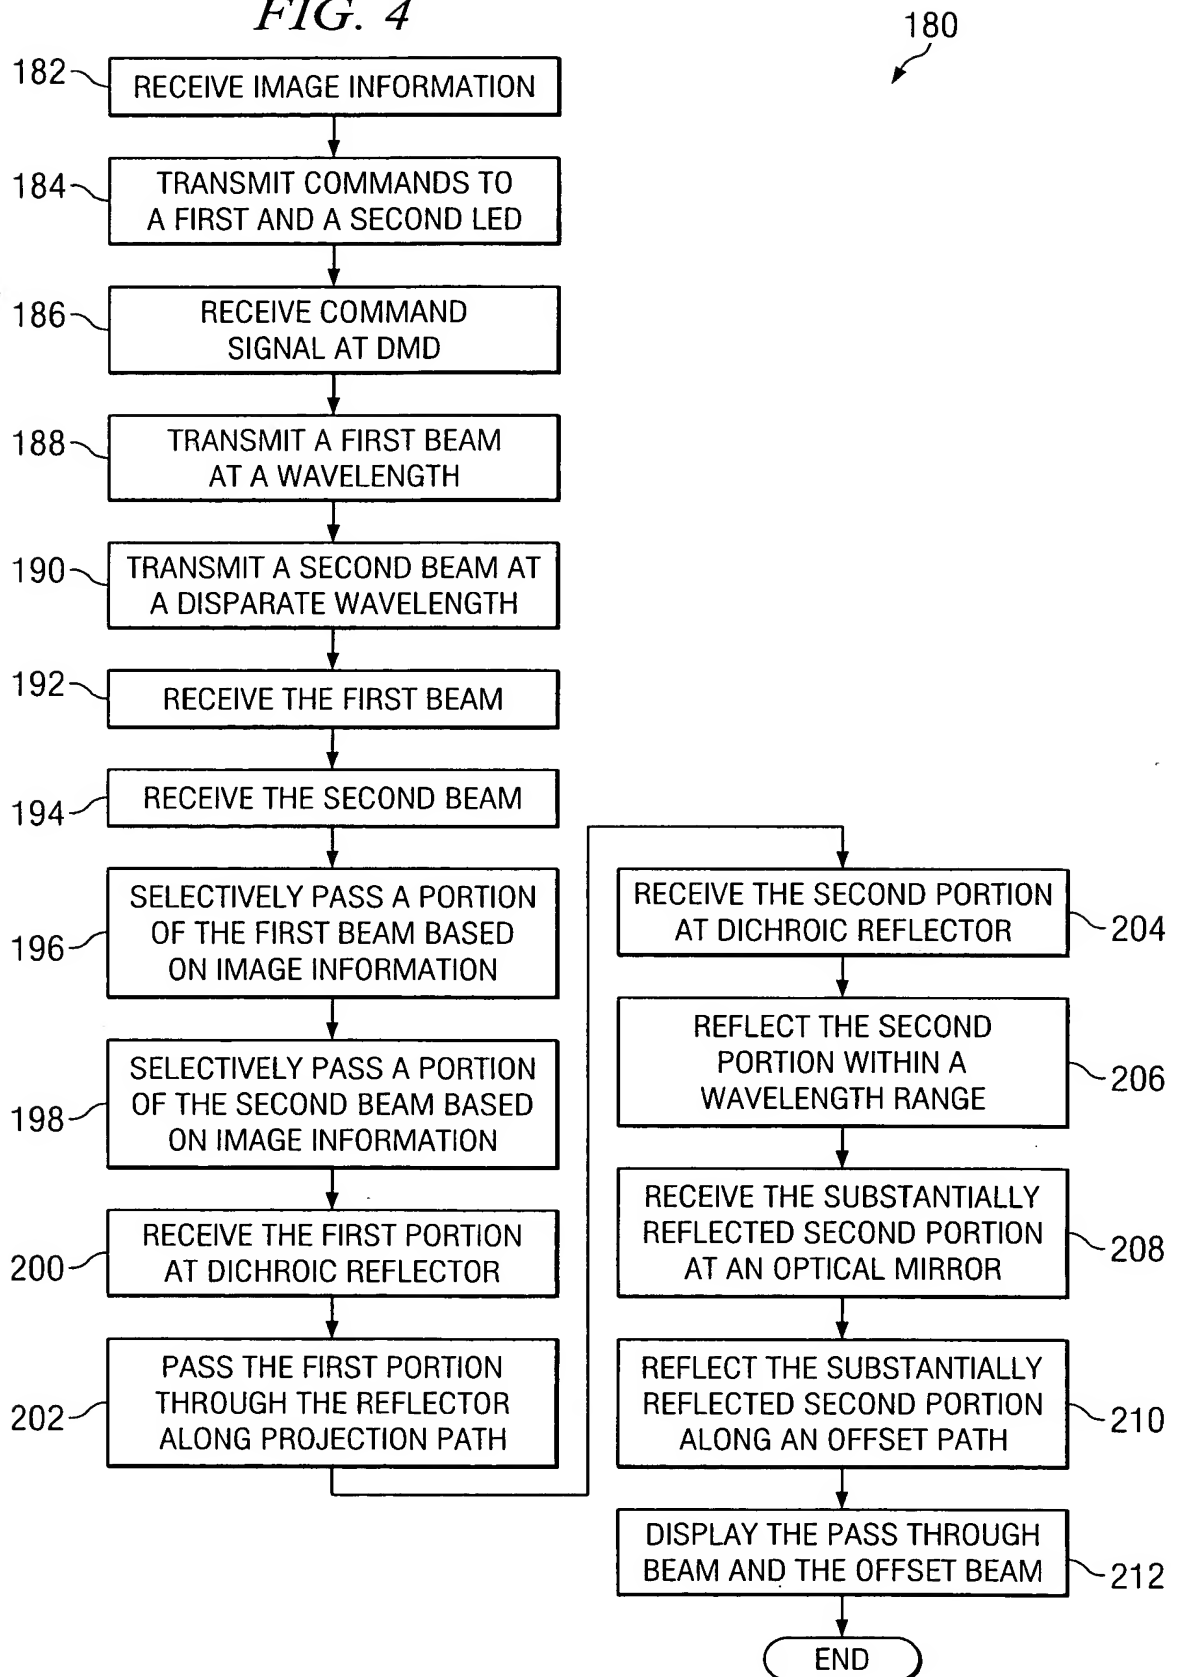 FIG. 4
180
182
RECEIVE IMAGE INFORMATION
184
TRANSMIT COMMANDS TO
A FIRST AND A SECOND LED
186
RECEIVE COMMAND
SIGNAL AT DMD
188
TRANSMIT A FIRST BEAM
AT A WAVELENGTH
190
TRANSMIT A SECOND BEAM AT
A DISPARATE WAVELENGTH
192
RECEIVE THE FIRST BEAM
194
RECEIVE THE SECOND BEAM
196
SELECTIVELY PASS A PORTION
OF THE FIRST BEAM BASED
ON IMAGE INFORMATION
198
SELECTIVELY PASS A PORTION
OF THE SECOND BEAM BASED
ON IMAGE INFORMATION
200
RECEIVE THE FIRST PORTION
AT DICHROIC REFLECTOR
202
PASS THE FIRST PORTION
THROUGH THE REFLECTOR
ALONG PROJECTION PATH
RECEIVE THE SECOND PORTION
AT DICHROIC REFLECTOR
204
REFLECT THE SECOND
PORTION WITHIN A
WAVELENGTH RANGE
206
RECEIVE THE SUBSTANTIALLY
REFLECTED SECOND PORTION
AT AN OPTICAL MIRROR
208
REFLECT THE SUBSTANTIALLY
REFLECTED SECOND PORTION
ALONG AN OFFSET PATH
210
DISPLAY THE PASS THROUGH
BEAM AND THE OFFSET BEAM
212
END